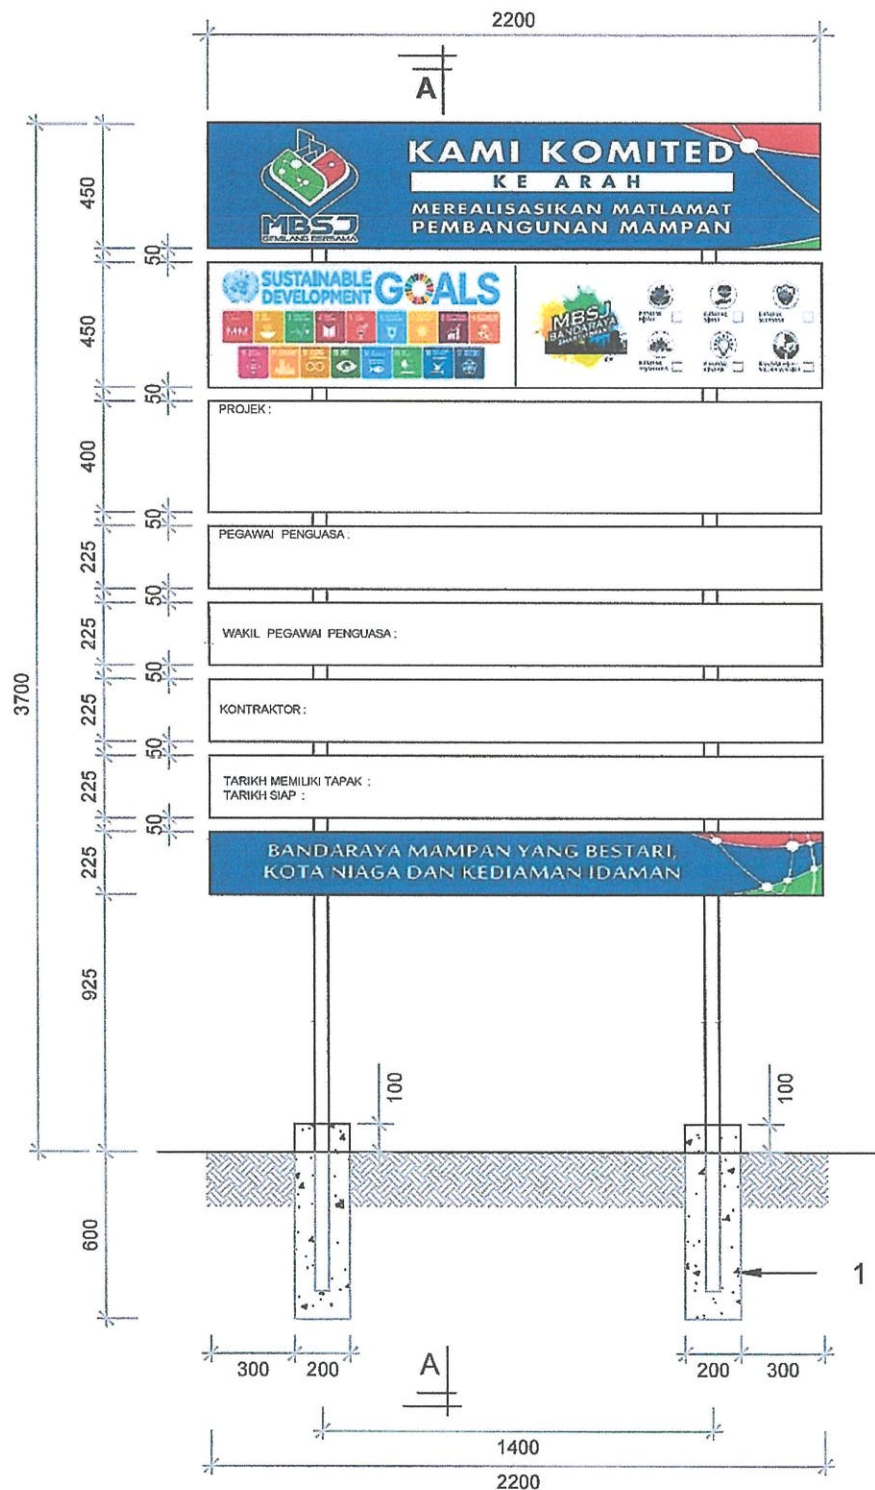 2200
A
KAMI KOMITED
KE ARAH
MEREALISASIKAN MATLAMAT
PEMBANGUNAN MAMPAN
MBSJ
GEMILANG BERSAMA
450
50
SUSTAINABLE
DEVELOPMENT
GOALS
MBSJ
BANDARAYA
450
50
PROJEK :
400
50
PEGAWAI PENGUASA :
225
50
WAKIL PEGAWAI PENGUASA :
225
50
KONTRAKTOR :
225
50
TARIKH MEMILIKI TAPAK :
TARIKH SIAP :
225
50
BANDARAYA MAMPAN YANG BESTARI,
KOTA NIAGA DAN KEDIAMAN IDAMAN
225
3700
925
100
100
600
1
300
200
A
200
300
1400
2200